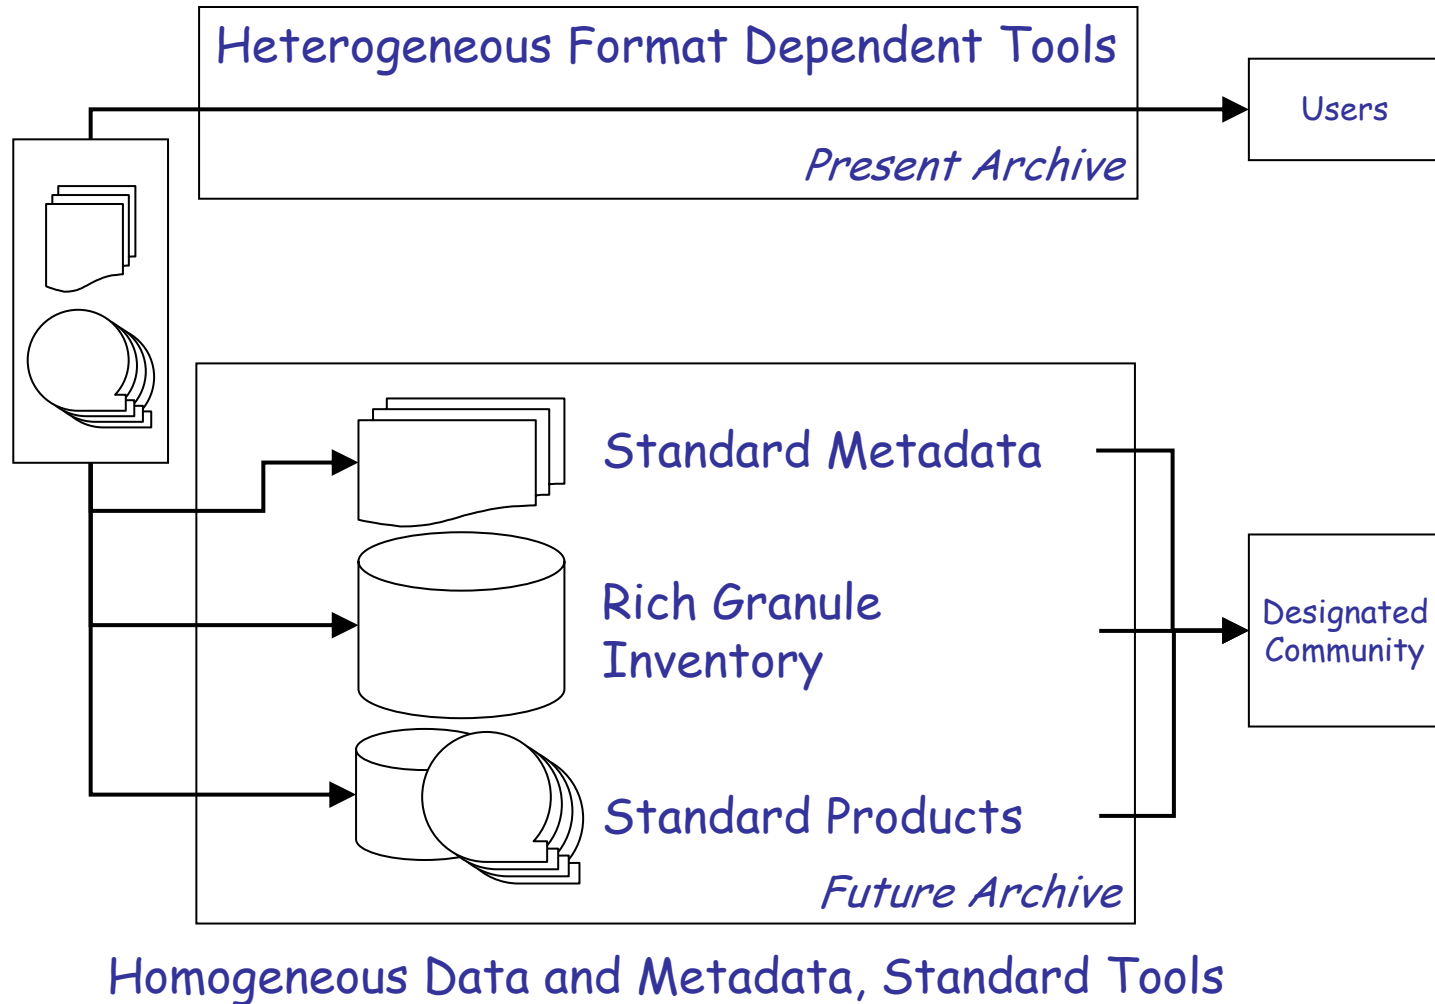 Heterogeneous Format Dependent Tools
Users
Present Archive
Standard Metadata
Rich Granule
Inventory
Designated
Community
Standard Products
Future Archive
Homogeneous Data and Metadata, Standard Tools